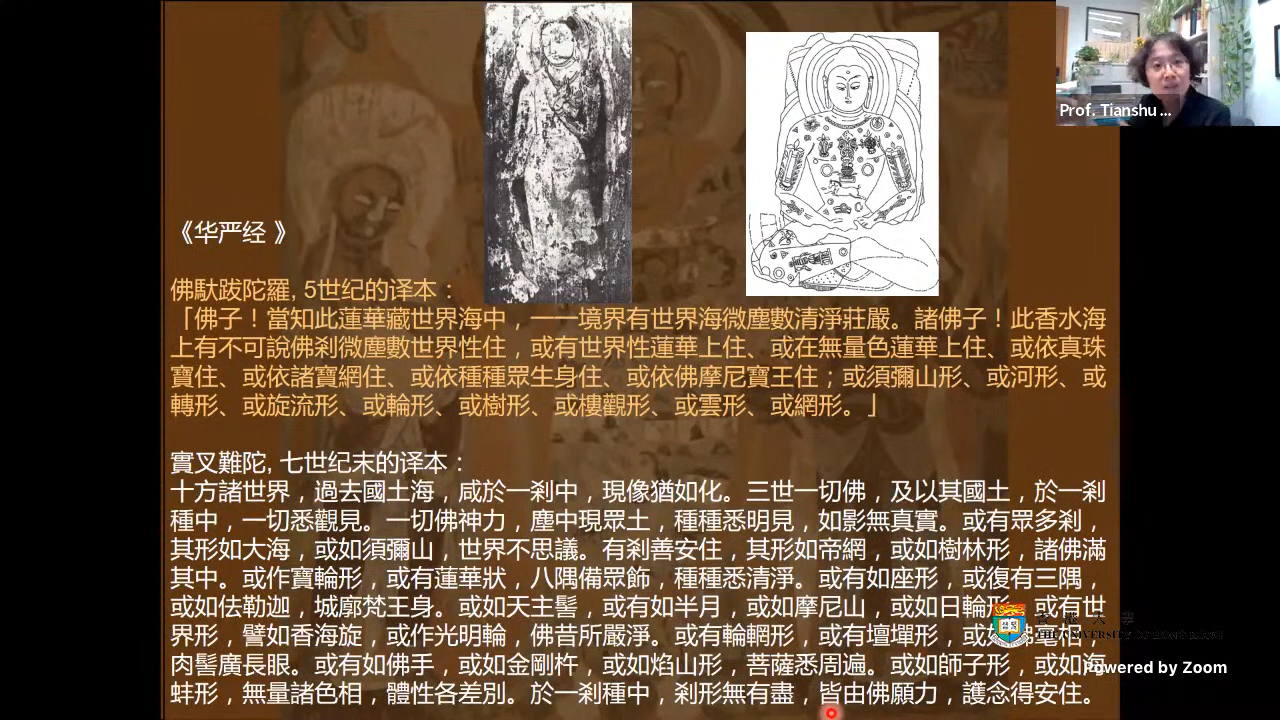 Prof. Tianshu ...
《华严经 》
佛馱跋陀羅, 5世纪的译本：
「佛子！當知此蓮華藏世界海中，一一境界有世界海微塵數清淨莊嚴。諸佛子！此香水海
上有不可說佛剎微塵數世界性住，或有世界性蓮華上住、或在無量色蓮華上住、或依真珠
寶住、或依諸寶網住、或依種種眾生身住、或依佛摩尼寶王住；或須彌山形、或河形、或
轉形、或旋流形、或輪形、或樹形、或樓觀形、或雲形、或網形。」
實叉難陀, 七世纪末的译本：
十方諸世界，過去國土海，咸於一剎中，現像猶如化。三世一切佛，及以其國土，於一剎
種中，一切悉觀見。一切佛神力，塵中現眾土，種種悉明見，如影無真實。或有眾多剎，
其形如大海，或如須彌山，世界不思議。有剎善安住，其形如帝網，或如樹林形，諸佛滿
其中。或作寶輪形，或有蓮華狀，八隅備眾飾，種種悉清淨。或有如座形，或復有三隅，
或如佉勒迦，城廓梵王身。或如天主髻，或有如半月，或如摩尼山，或如日輪形，或有世
界形，譬如香海旋，或作光明輪，佛昔所嚴淨。或有輪輞形，或有壇墠形，或如佛毫相，
肉髻廣長眼。或有如佛手，或如金剛杵，或如焰山形，菩薩悉周遍。或如師子形，或如海
蚌形，無量諸色相，體性各差別。於一剎種中，剎形無有盡，皆由佛願力，護念得安住。
香港大學
THE UNIVERSITY OF HONG KONG
Powered by Zoom